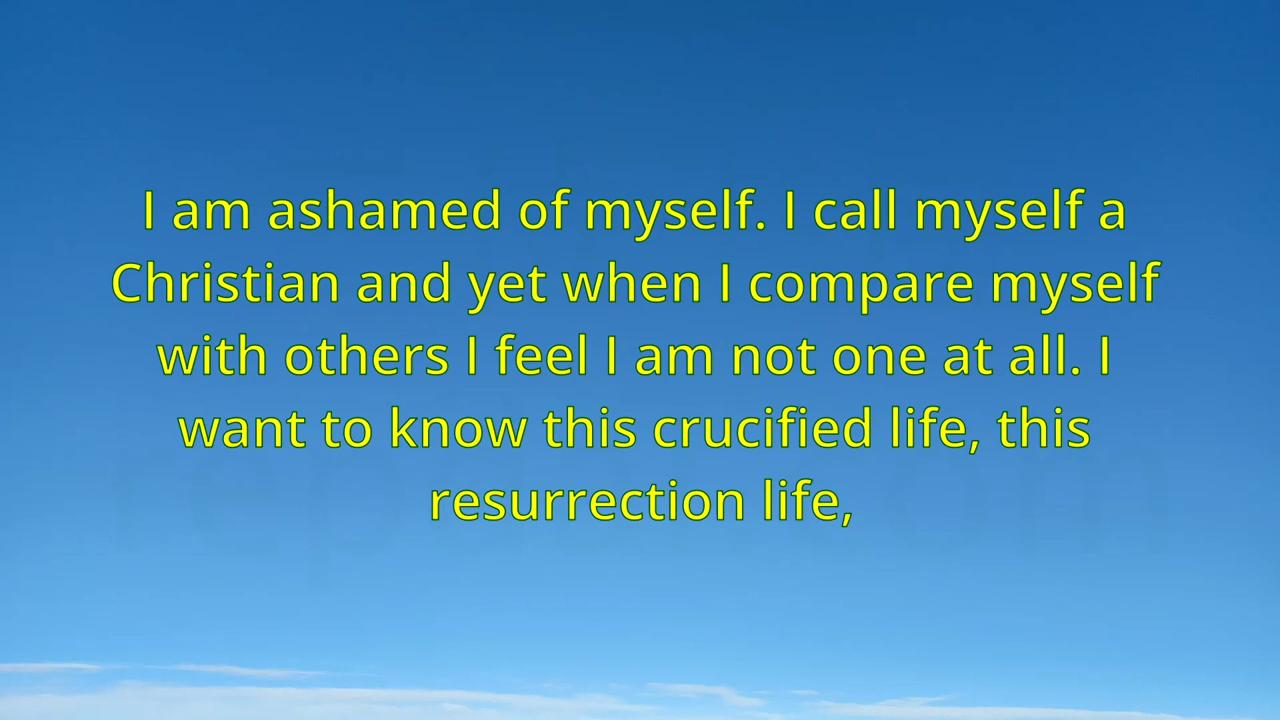 I am ashamed of myself. I call myself a
Christian and yet when I compare myself
with others I feel I am not one at all. I
want to know this crucified life, this
resurrection life,